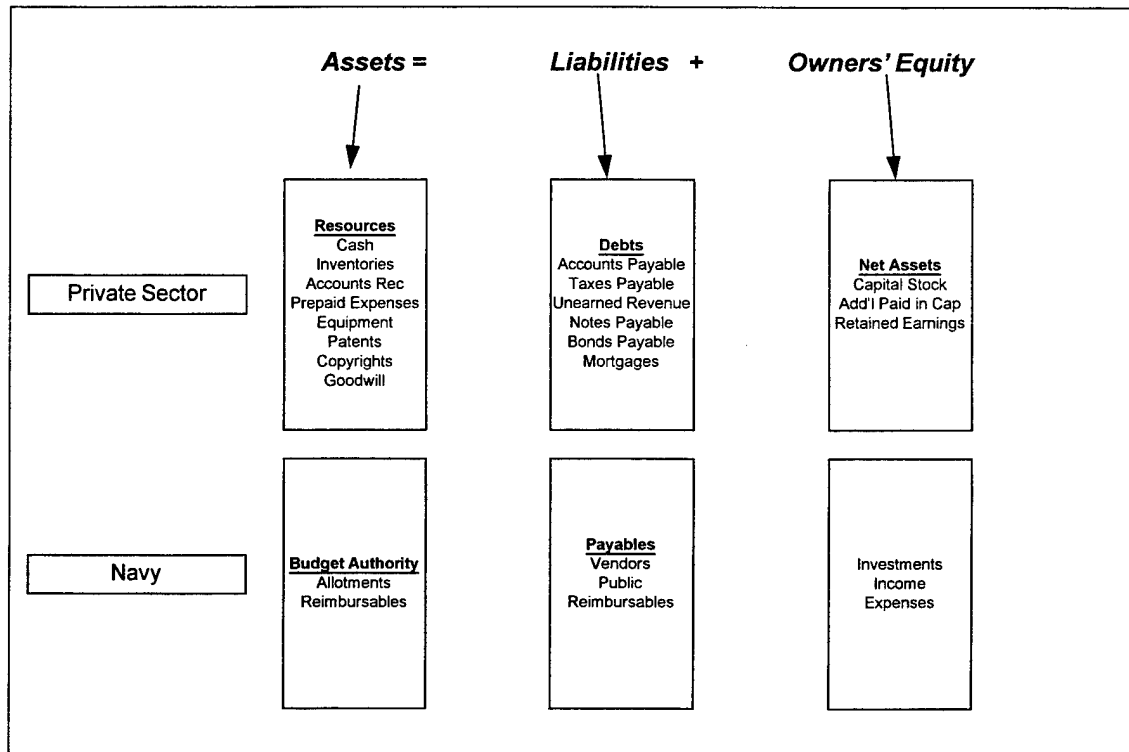 Assets = Liabilities + Owners' Equity
Private Sector
Resources
Cash
Inventories
Accounts Rec
Prepaid Expenses
Equipment
Patents
Copyrights
Goodwill
Debts
Accounts Payable
Taxes Payable
Unearned Revenue
Notes Payable
Bonds Payable
Mortgages
Net Assets
Capital Stock
Add'l Paid in Cap
Retained Earnings
Navy
Budget Authority
Allotments
Reimbursables
Payables
Vendors
Public
Reimbursables
Investments
Income
Expenses